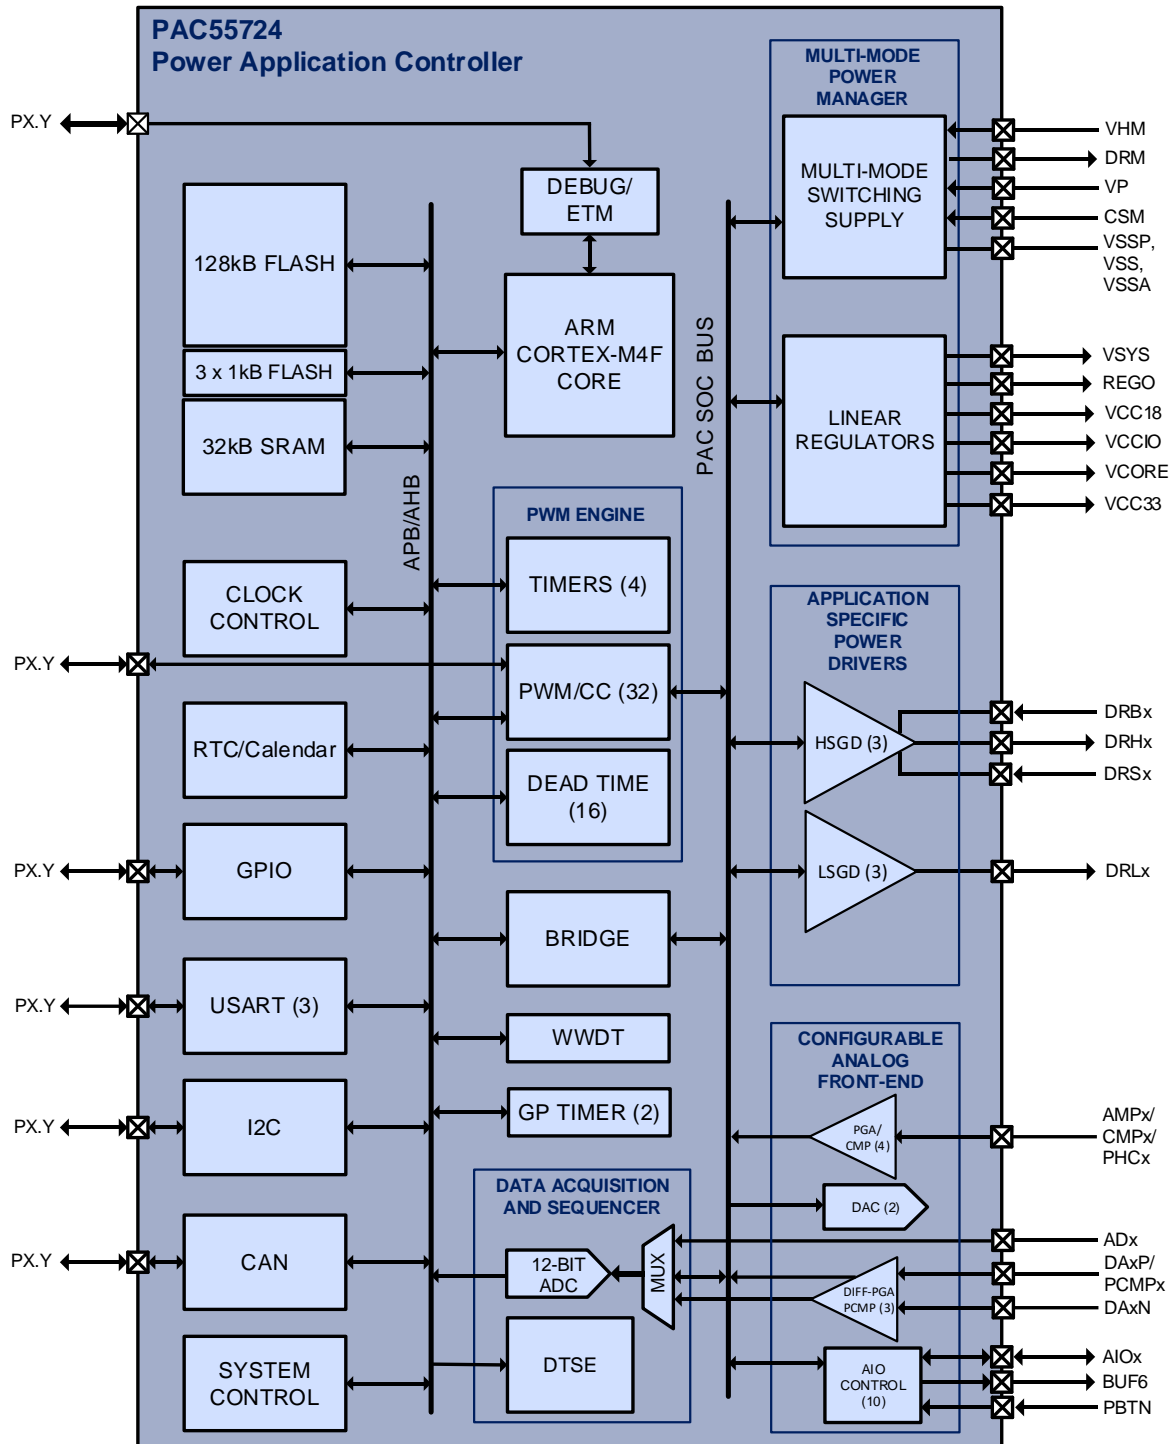 PAC55724
Power Application Controller
PX.Y
DEBUG/
ETM
128kB FLASH
3 x 1kB FLASH
32kB SRAM
ARM
CORTEX-M4F
CORE
APB/AHB
PAC SOC BUS
MULTI-MODE
POWER
MANAGER
MULTI-MODE
SWITCHING
SUPPLY
VHM
DRM
VP
CSM
VSSP,
VSS,
VSSA
LINEAR
REGULATORS
VSYS
REGO
VCC18
VCCIO
VCORE
VCC33
PWM ENGINE
TIMERS (4)
PWM/CC (32)
DEAD TIME
(16)
CLOCK
CONTROL
PX.Y
RTC/Calendar
PX.Y
GPIO
APPLICATION
SPECIFIC
POWER
DRIVERS
HSGD (3)
DRBx
DRHx
DRSx
LSGD (3)
DRLx
BRIDGE
PX.Y
USART (3)
WWDT
PX.Y
I2C
GP TIMER (2)
CONFIGURABLE
ANALOG
FRONT-END
PGA/
CMP (4)
AMPx/
CMPx/
PHCx
DAC (2)
DATA ACQUISITION
AND SEQUENCER
PX.Y
CAN
12-BIT
ADC
MUX
ADx
DIFF-PGA
PCMP (3)
DAxP/
PCMPx
DAxN
SYSTEM
CONTROL
DTSE
AIO
CONTROL
(10)
AIOx
BUF6
PBTN